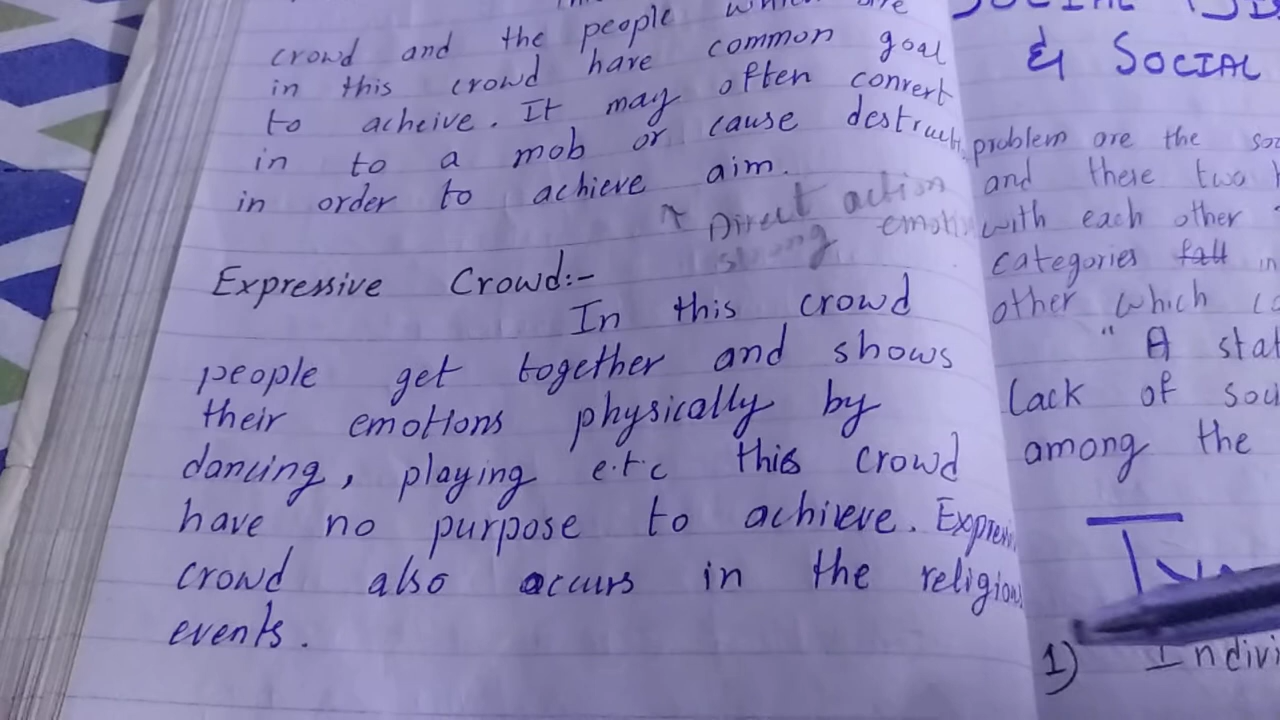 crowd and the people which are
in this crowd have common goal
to acheive. It may often convert
in to a mob or cause destruct
in order to achieve aim.
Direct action
strong emoti
Expressive Crowd:-
In this crowd
people get together and shows
their emotions physically by
dancing, playing e.t.c this crowd
have no purpose to achieve. Expressi
crowd also occurs in the religious
events.
SOCIAL
& SOCIAL
problem are the
and there two
with each other
categories fall in
other which
" A stat
Lack of
among the
1) Indivi